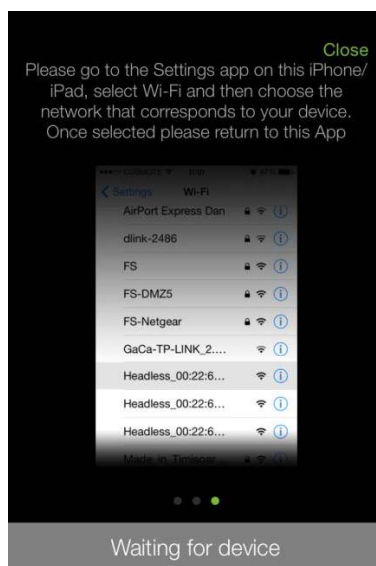 Close
Please go to the Settings app on this iPhone/
iPad, select Wi-Fi and then choose the
network that corresponds to your device.
Once selected please return to this App
Settings Wi-Fi
AirPort Express Dan
dlink-2486
FS
FS-DMZ5
FS-Netgear
GaCa-TP-LINK_2....
Headless_00:22:6...
Headless_00:22:6...
Headless_00:22:6...
Made_in_Timisoar...
Waiting for device